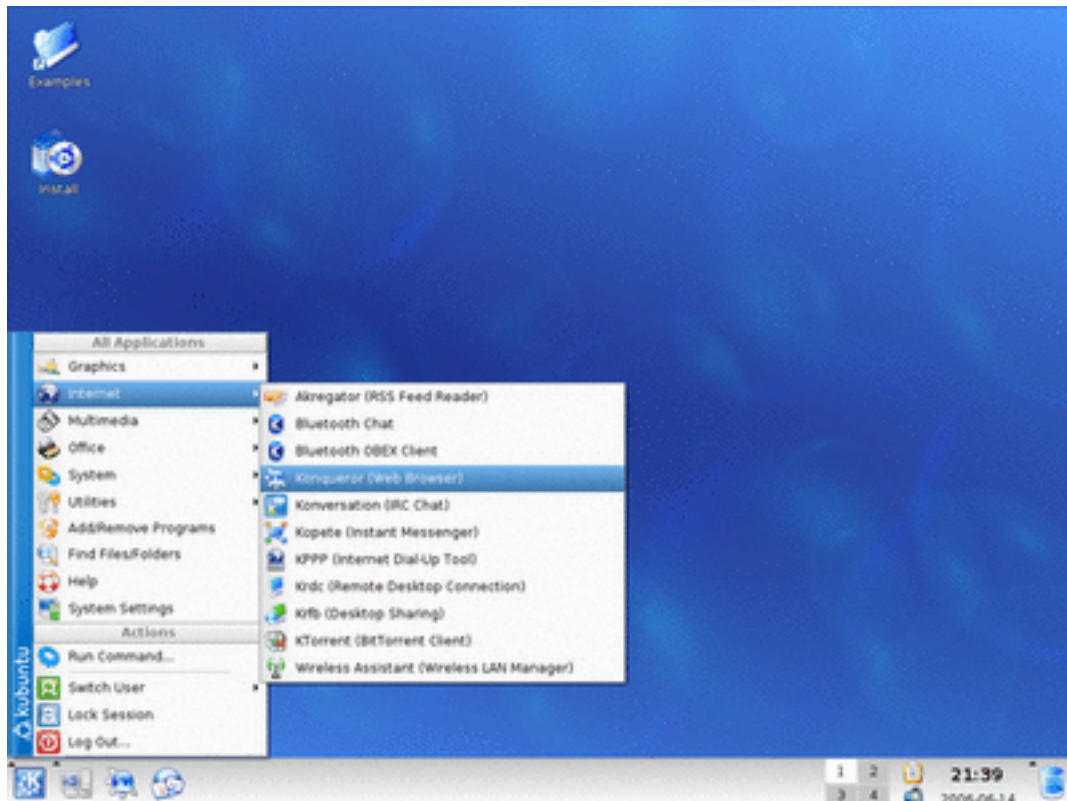 Examples
Install
All Applications
Graphics
Internet
Multimedia
Office
System
Utilities
Add/Remove Programs
Find Files/Folders
Help
System Settings
Actions
Run Command...
Switch User
Lock Session
Log Out...
kubuntu
Akregator (RSS Feed Reader)
Bluetooth Chat
Bluetooth OBEX Client
Konqueror (Web Browser)
Konversation (IRC Chat)
Kopete (Instant Messenger)
KPPP (Internet Dial-Up Tool)
Krdc (Remote Desktop Connection)
Krfb (Desktop Sharing)
KTorrent (BitTorrent Client)
Wireless Assistant (Wireless LAN Manager)
1 2
3 4
21:39
2006-06-14